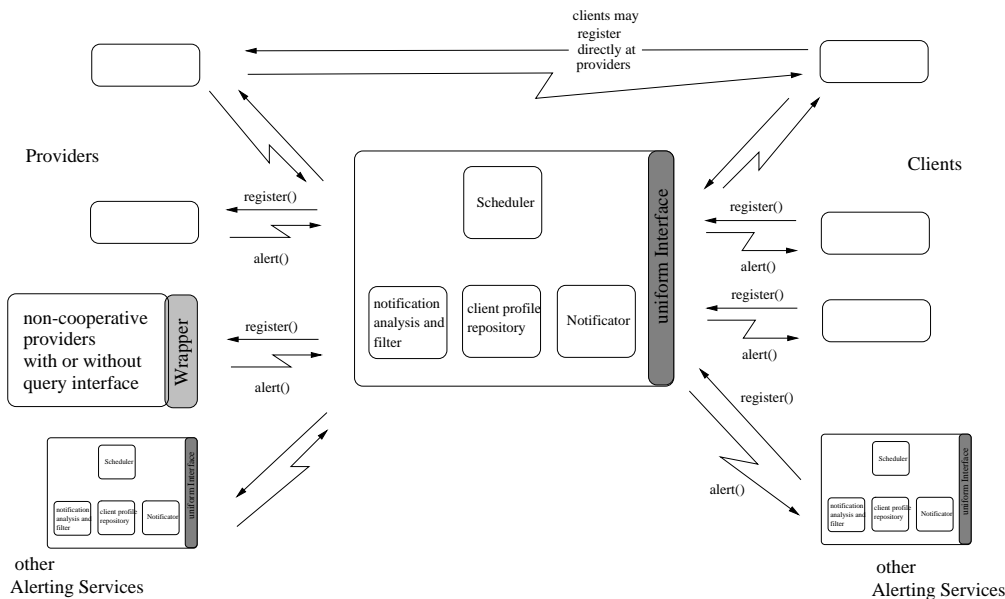 clients may
register
directly at
providers
Providers
Clients
register()
alert()
Scheduler
notification
analysis and
filter
client profile
repository
Notificator
uniform Interface
register()
alert()
non-cooperative
providers
with or without
query interface
Wrapper
register()
alert()
register()
alert()
register()
alert()
Scheduler
notification
analysis and
filter
client profile
repository
Notificator
uniform Interface
other
Alerting Services
Scheduler
notification
analysis and
filter
client profile
repository
Notificator
uniform Interface
other
Alerting Services